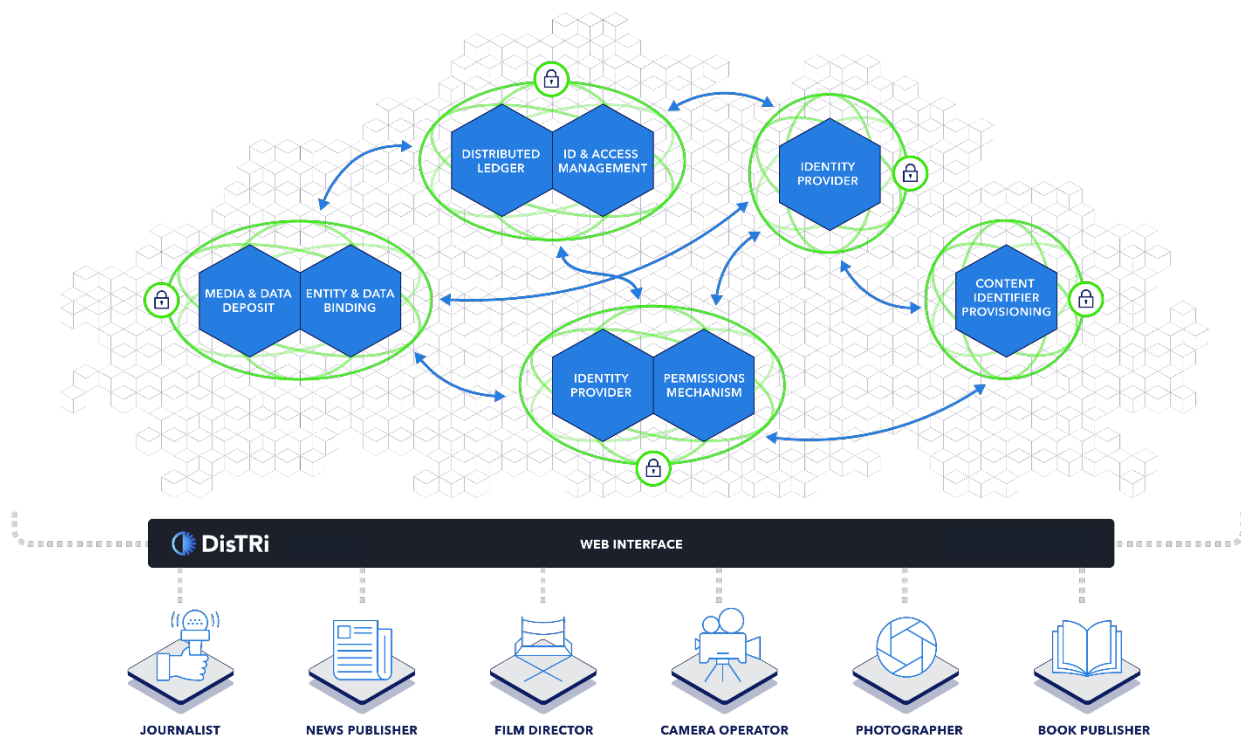 DISTRIBUTED
LEDGER
ID & ACCESS
MANAGEMENT
IDENTITY
PROVIDER
MEDIA & DATA
DEPOSIT
ENTITY & DATA
BINDING
CONTENT
IDENTIFIER
PROVISIONING
IDENTITY
PROVIDER
PERMISSIONS
MECHANISM
DisTRi
WEB INTERFACE
JOURNALIST
NEWS PUBLISHER
FILM DIRECTOR
CAMERA OPERATOR
PHOTOGRAPHER
BOOK PUBLISHER